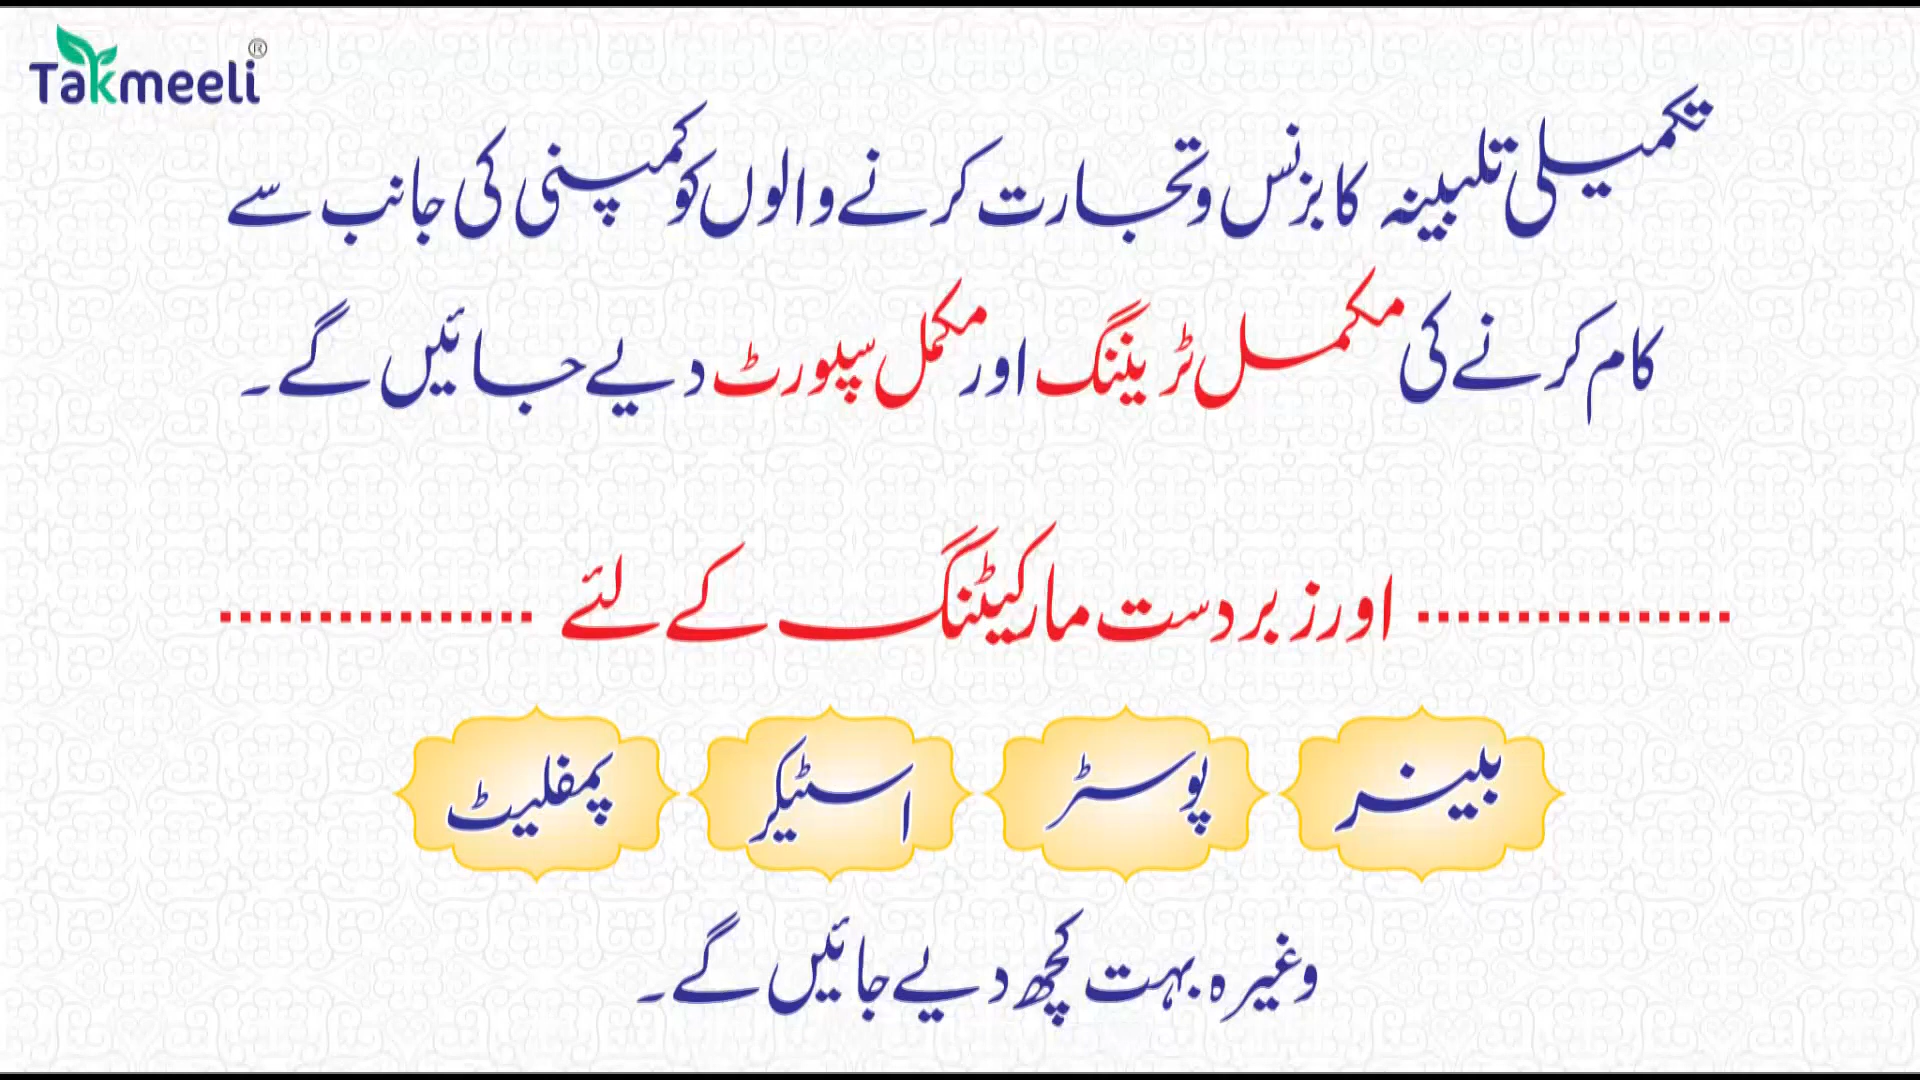 Takmeeli®
تکمیلی تلبینہ کا بزنس و تجارت کرنے والوں کو کمپنی کی جانب سے
کام کرنے کی مکمل ٹریننگ اور مکمل سپورٹ دیے جائیں گے۔
............... اور زبردست مارکیٹنگ کے لئے ...............
بینر پوسٹر اسٹیکر پمفلیٹ
وغیرہ بہت کچھ دیے جائیں گے۔